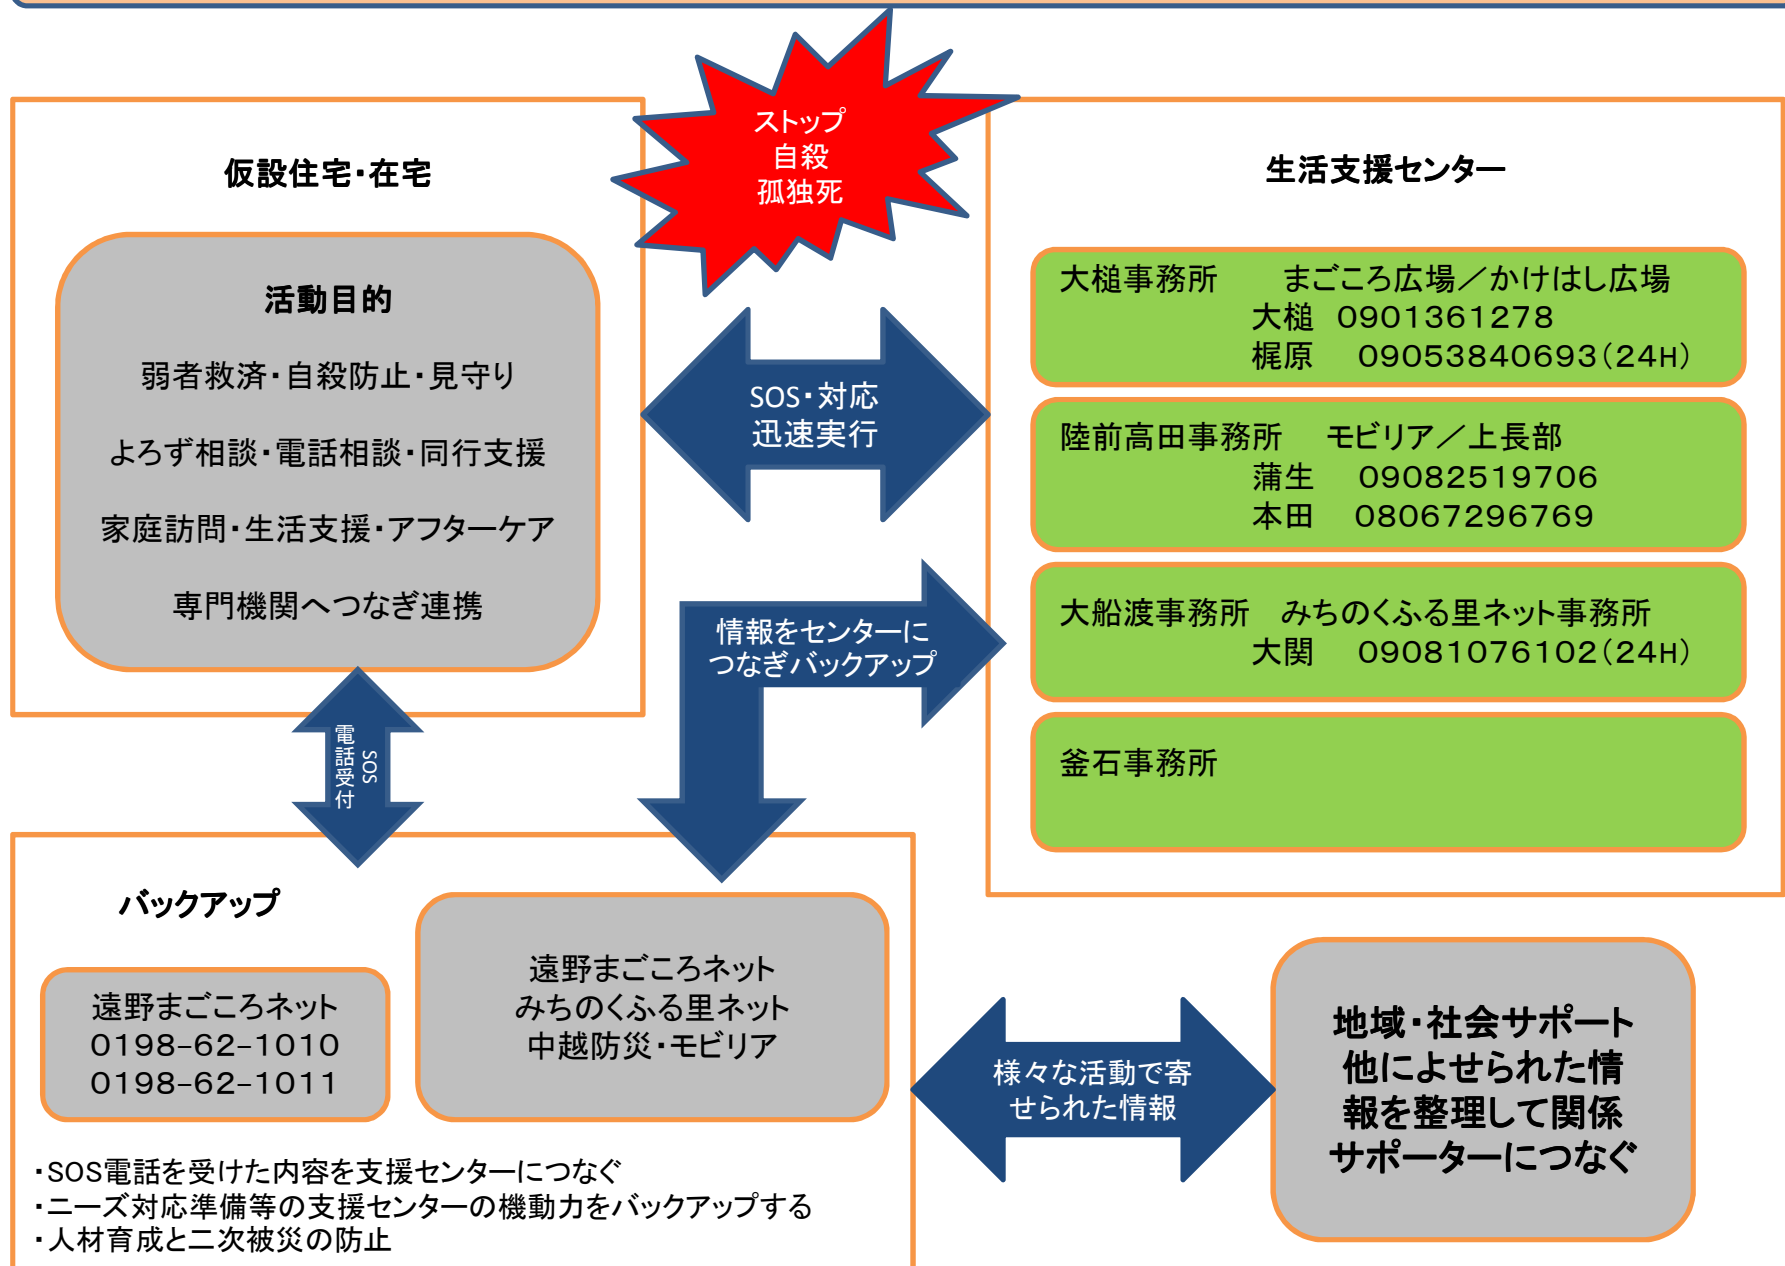 ストップ
自殺
孤独死
仮設住宅・在宅
活動目的
弱者救済・自殺防止・見守り
よろず相談・電話相談・同行支援
家庭訪問・生活支援・アフターケア
専門機関へつなぎ連携
SOS・対応
迅速実行
生活支援センター
大槌事務所　まごころ広場／かけはし広場
大槌　0901361278
梶原　09053840693（24H）
陸前高田事務所　モビリア／上長部
蒲生　09082519706
本田　08067296769
大船渡事務所　みちのくふる里ネット事務所
大関　09081076102（24H）
釜石事務所
情報をセンターに
つなぎバックアップ
SOS
電話受付
バックアップ
遠野まごころネット
0198-62-1010
0198-62-1011
遠野まごころネット
みちのくふる里ネット
中越防災・モビリア
・SOS電話を受けた内容を支援センターにつなぐ
・ニーズ対応準備等の支援センターの機動力をバックアップする
・人材育成と二次被災の防止
様々な活動で寄
せられた情報
地域・社会サポート
他によせられた情
報を整理して関係
サポーターにつなぐ